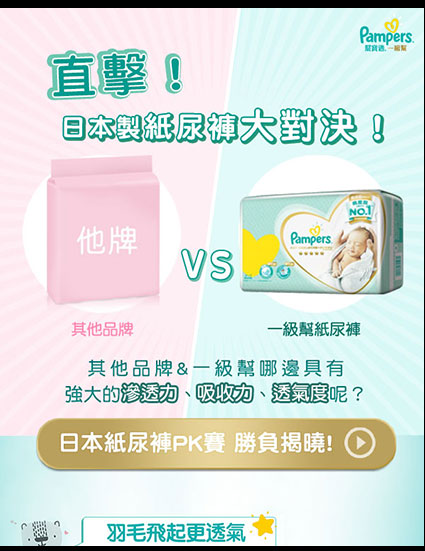 Pampers
幫寶適 一級幫
直擊！
日本製紙尿褲大對決！
他牌
VS
NO.1
Pampers
其他品牌
一級幫紙尿褲
其他品牌&一級幫哪邊具有
強大的滲透力、吸收力、透氣度呢？
日本紙尿褲PK賽 勝負揭曉!
羽毛飛起更透氣